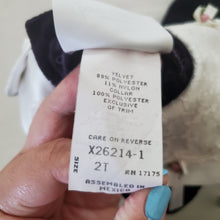 VELVET
89% POLYESTER
11% NYLON
COLLAR
100% POLYESTER
EXCLUSIVE
OF TRIM
CARE ON REVERSE
X26214-1
SIZE 2T RN 17175
ASSEMBLED IN
MEXICO